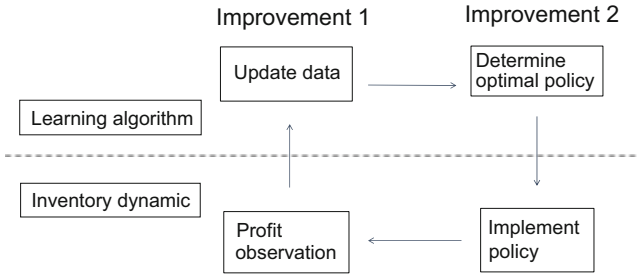 Improvement 1
Improvement 2
Update data
Determine
optimal policy
Learning algorithm
Inventory dynamic
Profit
observation
Implement
policy